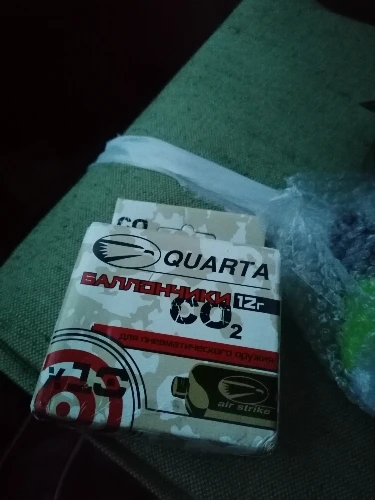 CO
QUARTA
БАЛЛОНЧИКИ
12г
CO2
для пневматического оружия
air strike